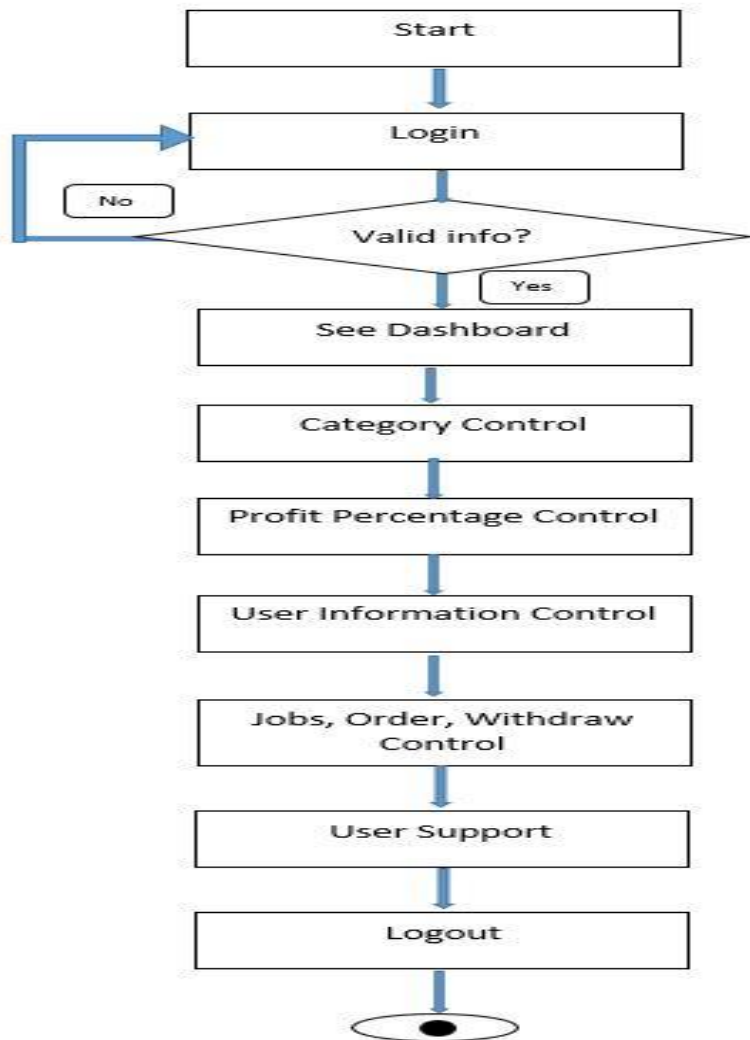 Start
Login
No
Valid info?
Yes
See Dashboard
Category Control
Profit Percentage Control
User Information Control
Jobs, Order, Withdraw
Control
User Support
Logout